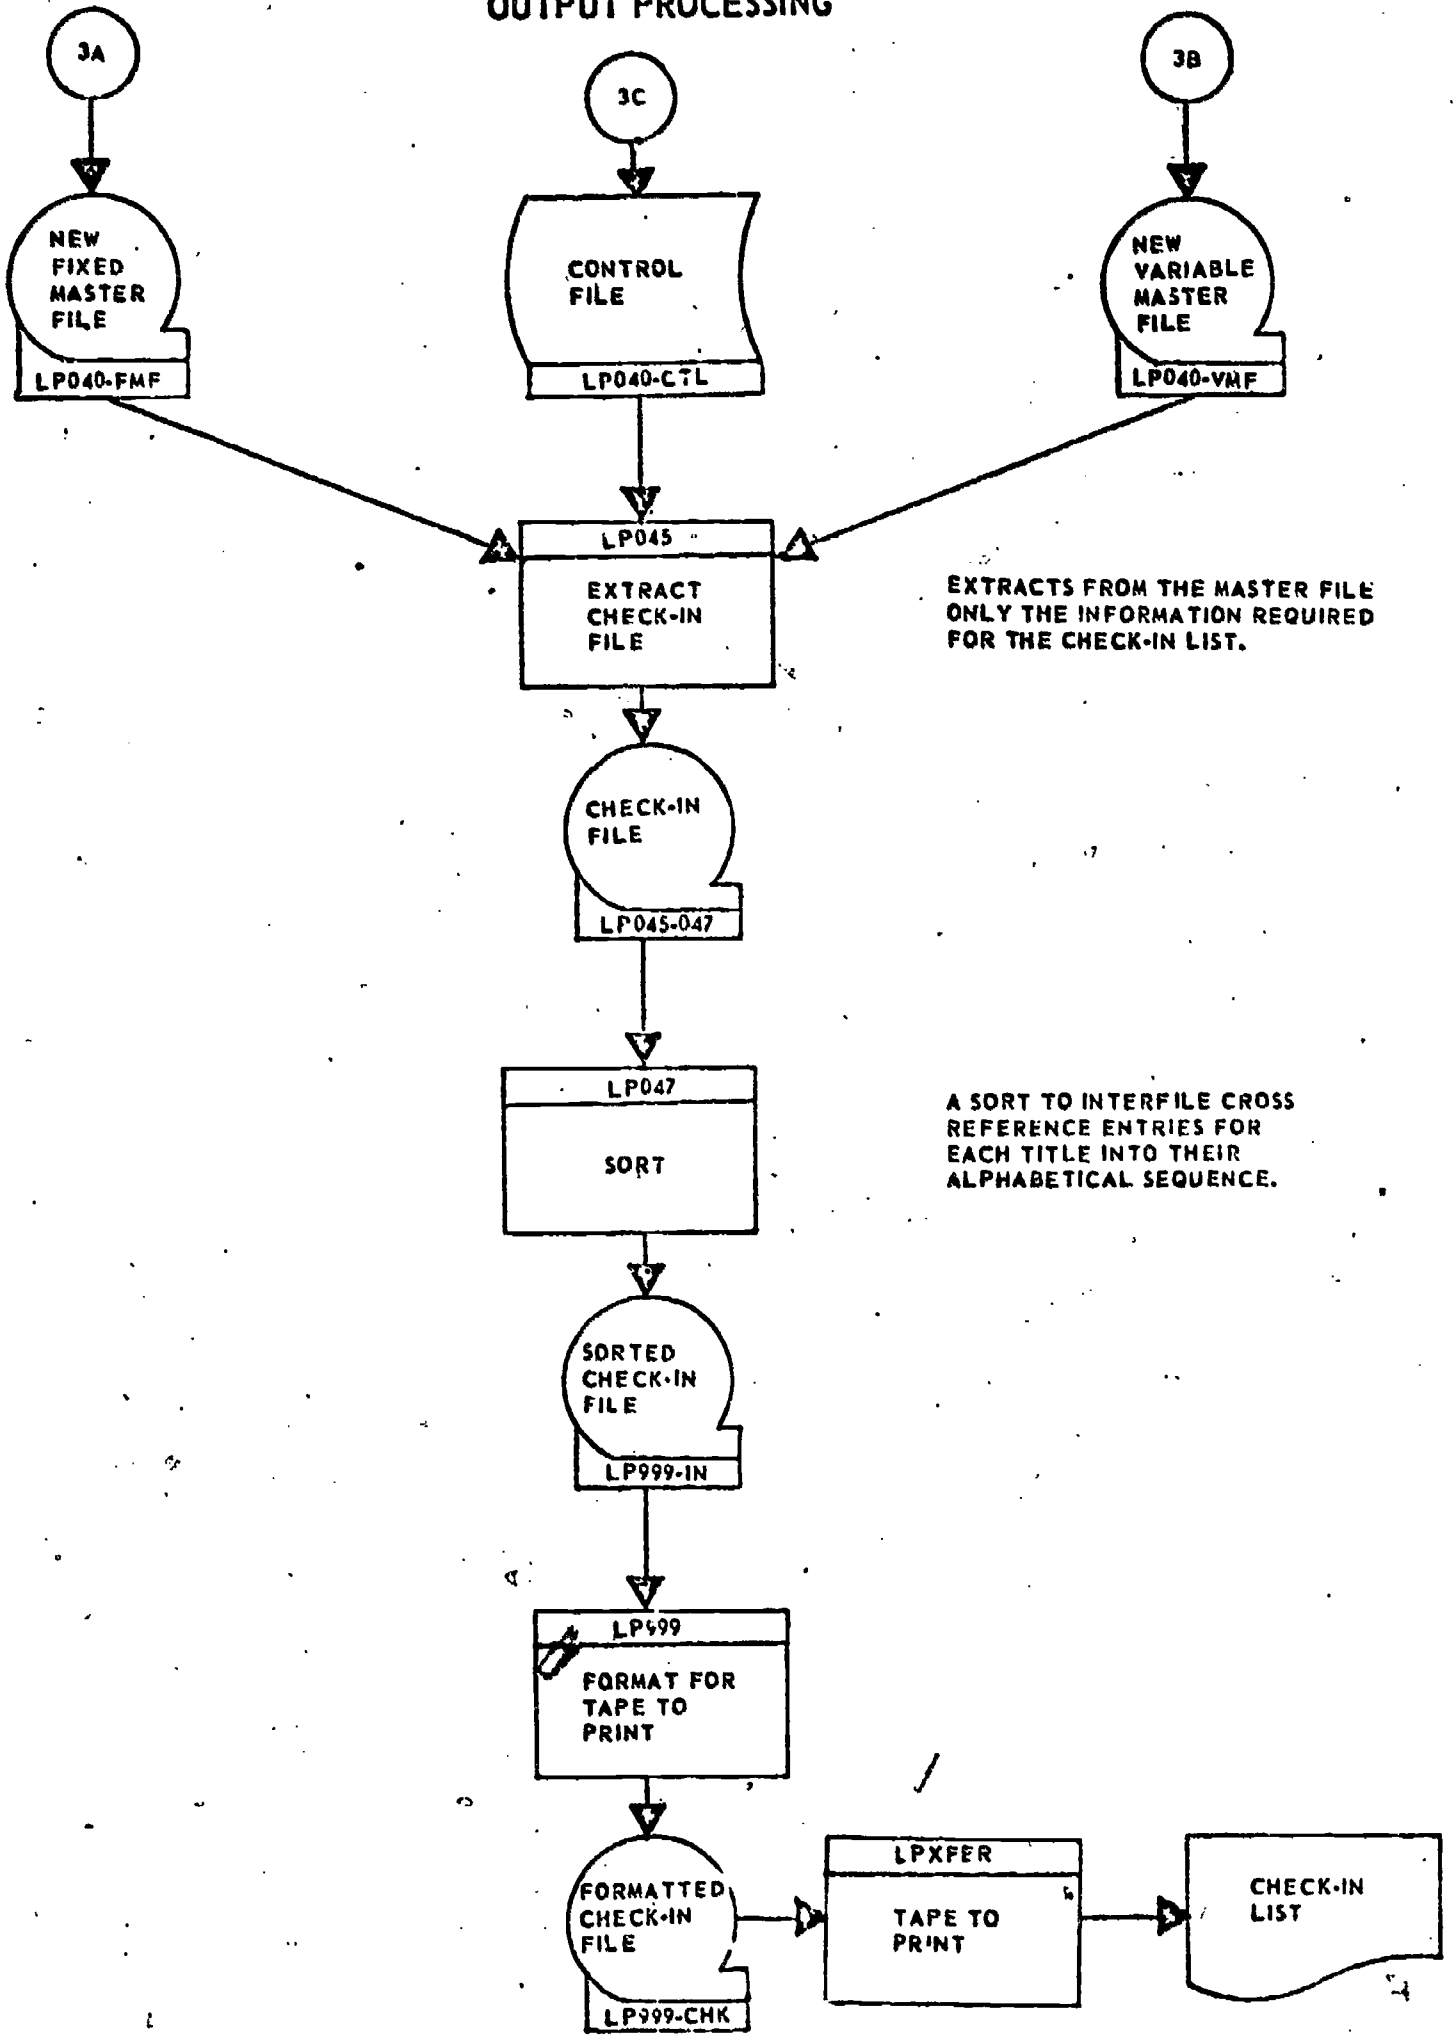 OUTPUT PROCESSING
3A
3C
3B
NEW
FIXED
MASTER
FILE
LP040-FMF
CONTROL
FILE
LP040-CTL
NEW
VARIABLE
MASTER
FILE
LP040-VMF
LP045
EXTRACT
CHECK-IN
FILE
EXTRACTS FROM THE MASTER FILE
ONLY THE INFORMATION REQUIRED
FOR THE CHECK-IN LIST.
CHECK-IN
FILE
LP045-047
LP047
SORT
A SORT TO INTERFILE CROSS
REFERENCE ENTRIES FOR
EACH TITLE INTO THEIR
ALPHABETICAL SEQUENCE.
SORTED
CHECK-IN
FILE
LP999-IN
LP999
FORMAT FOR
TAPE TO
PRINT
FORMATTED
CHECK-IN
FILE
LP999-CHK
LPXFER
TAPE TO
PRINT
CHECK-IN
LIST